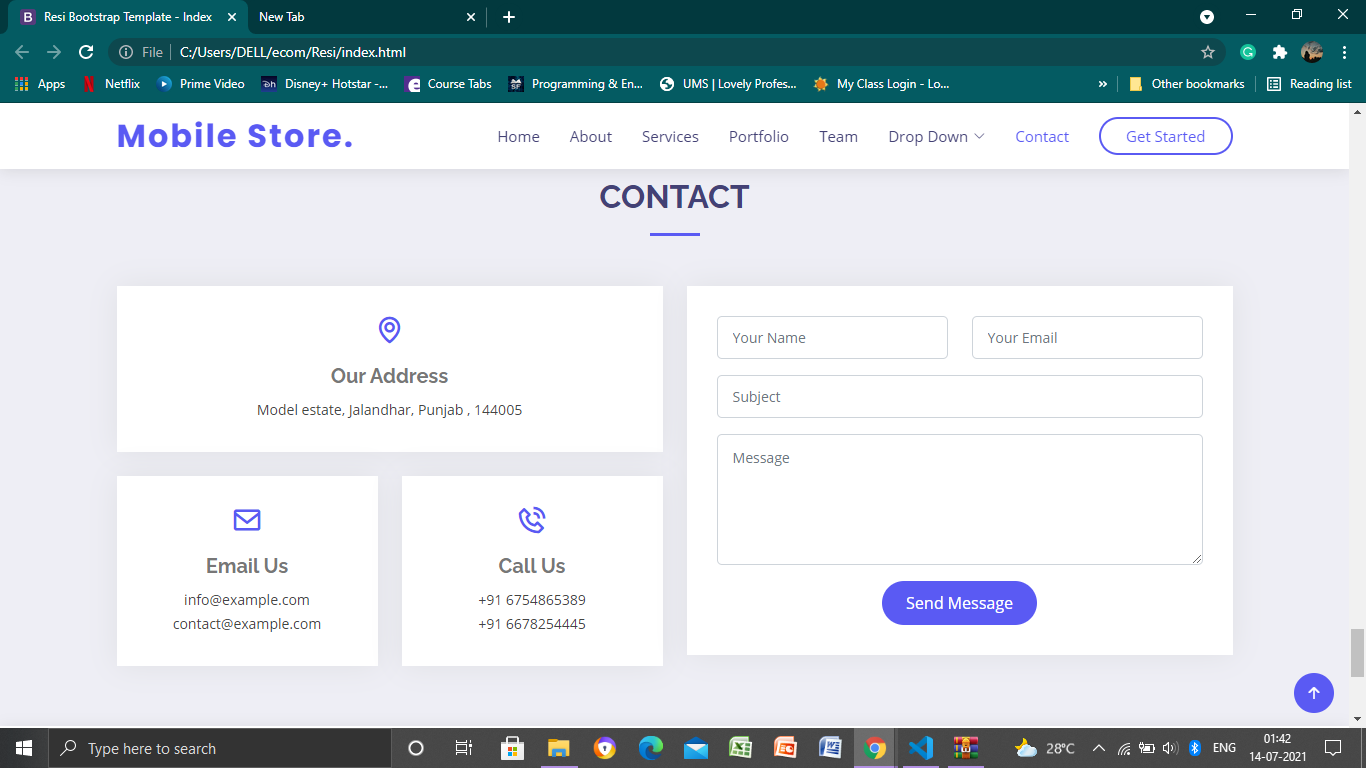 Resi Bootstrap Template - Index
New Tab
File
C:/Users/DELL/ecom/Resi/index.html
Apps
Netflix
Prime Video
Disney+ Hotstar -...
Course Tabs
Programming & En...
UMS | Lovely Profes...
My Class Login - Lo...
»
Other bookmarks
Reading list
Mobile Store.
Home
About
Services
Portfolio
Team
Drop Down
Contact
Get Started
CONTACT
Our Address
Model estate, Jalandhar, Punjab , 144005
Email Us
info@example.com
contact@example.com
Call Us
+91 6754865389
+91 6678254445
Your Name
Your Email
Subject
Message
Send Message
Type here to search
28°C
ENG
01:42
14-07-2021